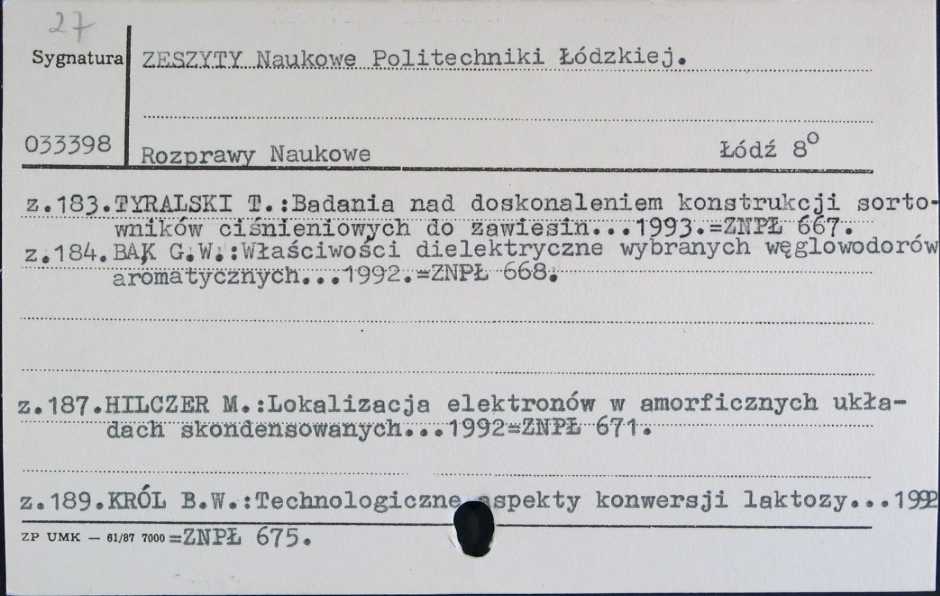 27
Sygnatura ZESZYTY Naukowe Politechniki Łódzkiej.
033398 Rozprawy Naukowe Łódź 8°
z.183.TYRALSKI T.:Badania nad doskonaleniem konstrukcji sorto-
wników ciśnieniowych do zawiesin...1993.=ZNPŁ 667.
z.184.BĄK G.W.:Właściwości dielektryczne wybranych węglowodorów
aromatycznych...1992.=ZNPŁ 668.
z.187.HILCZER M.:Lokalizacja elektronów w amorficznych ukła-
dach skondensowanych...1992=ZNPŁ 671.
z.189.KRÓL B.W.:Technologiczne aspekty konwersji laktozy...1992
ZP UMK — 61/87 7000 =ZNPŁ 675.